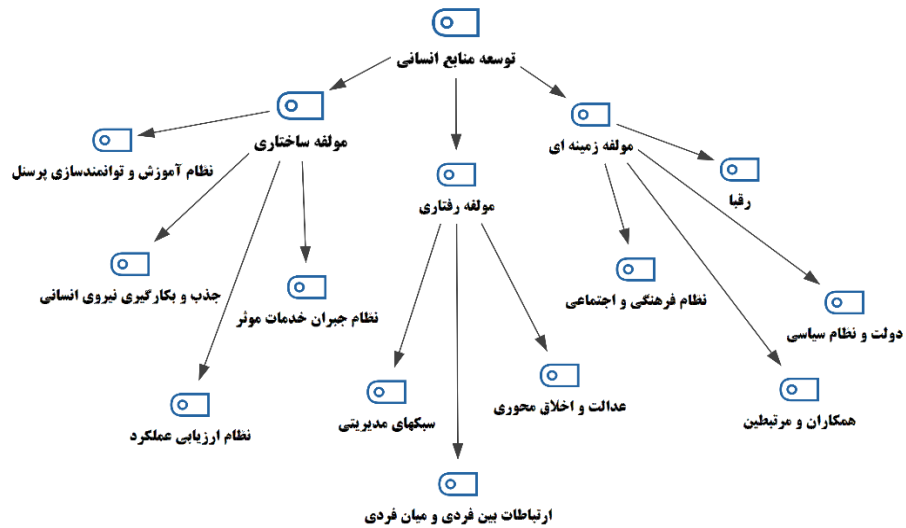 توسعه منابع انسانی
مولفه زمینه ای
مولفه ساختاری
مولفه رفتاری
رقبا
نظام آموزش و توانمندسازی پرسنل
نظام فرهنگی و اجتماعی
جذب و بکارگیری نیروی انسانی
نظام جبران خدمات موثر
دولت و نظام سیاسی
همکاران و مرتبطین
عدالت و اخلاق محوری
سبکهای مدیریتی
نظام ارزیابی عملکرد
ارتباطات بین فردی و میان فردی